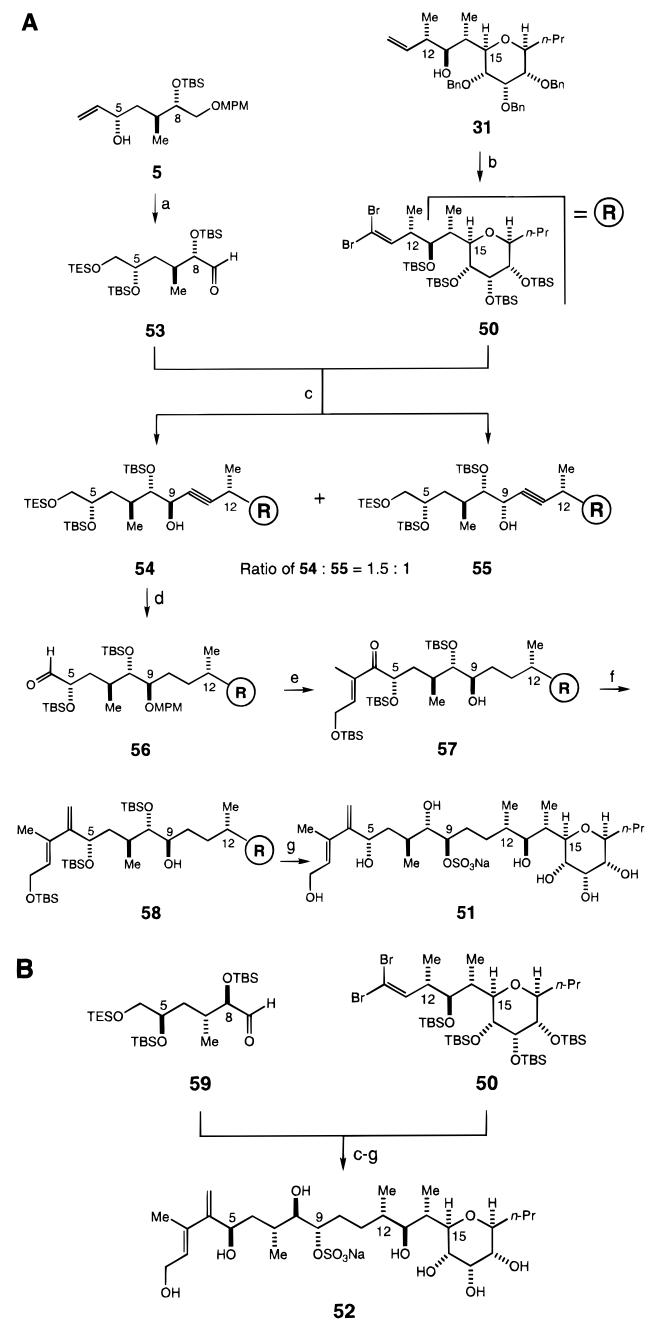 A
Me Me H H
O n-Pr
12 15
HO
BnO OBn
OBn
31
OTBS
5 OMPM
8
OH Me
5
a
b
Br
Br
Me Me H H
O n-Pr
12 15
TBSO
TBSO OTBS
OTBS
= R
50
OTBS
5 H
TESO 8
TBSO Me O
53
c
TBSO Me
5 9
TESO 12 R
TBSO Me OH
54
+
TBSO Me
5 9
TESO 12 R
TBSO Me OH
55
Ratio of 54 : 55 = 1.5 : 1
d
H TBSO Me
5 9
O 12 R
TBSO Me OMPM
56
e
O TBSO Me
Me 5 9
12 R
TBSO Me OH
OTBS
57
f
TBSO Me
Me 5 9
12 R
TBSO Me OH
OTBS
58
g
OH Me Me H H
Me 5 9 O n-Pr
12 15
OH Me OSO3Na HO
HO OH
OH
OH
51
B
OTBS
5 H
TESO 8
TBSO Me O
59
Br
Br
Me Me H H
O n-Pr
12 15
TBSO
TBSO OTBS
OTBS
50
c-g
OH Me Me H H
Me 5 9 O n-Pr
12 15
HO Me OSO3Na HO
HO OH
OH
OH
52